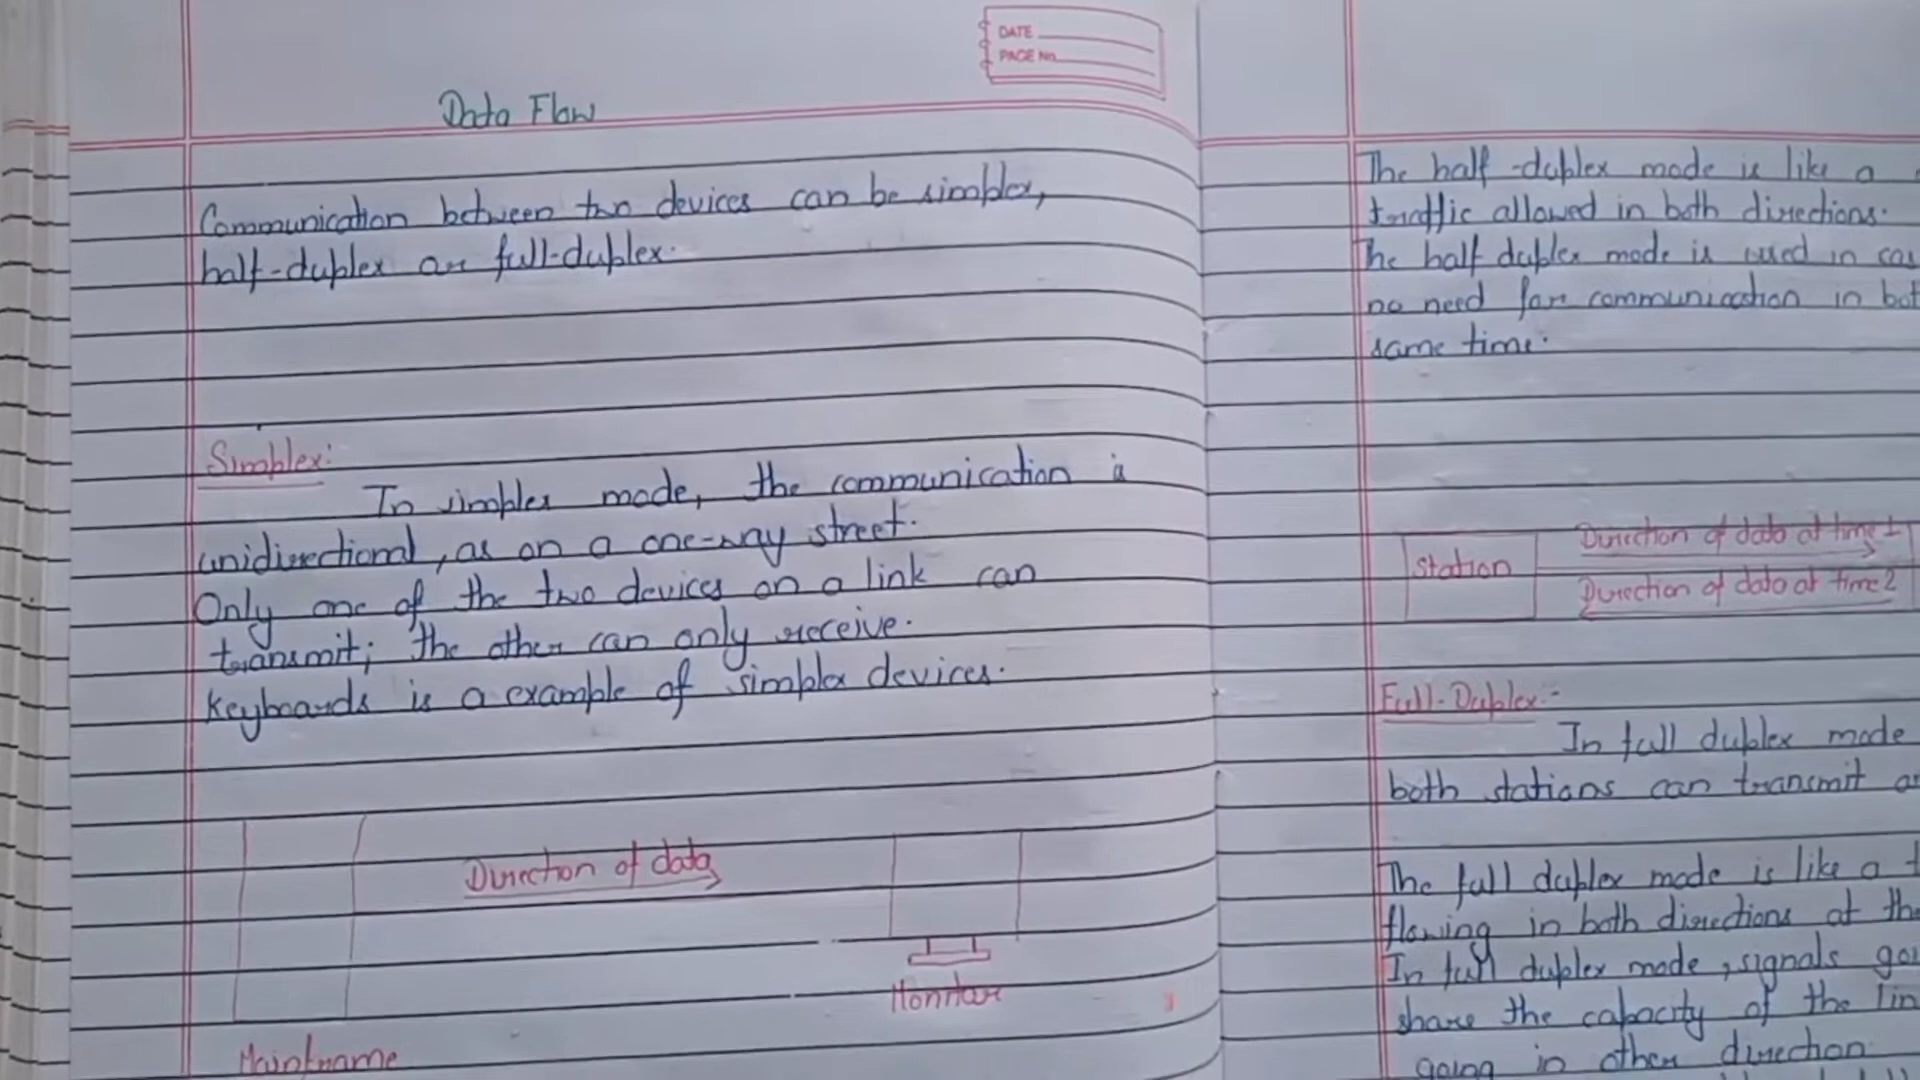 DATE
PAGE No.
Data Flow
Communication between two devices can be simplex,
half-duplex or full-duplex.
Simplex:
In simplex mode, the communication is
unidirectional, as on a one-way street.
Only one of the two devices on a link can
transmit; the other can only receive.
Keyboards is a example of simplex devices.
Direction of data
Monitor
Mainframe
The half-duplex mode is like a
traffic allowed in both directions.
The half duplex mode is used in
no need for communication in
same time.
Station
Direction of data at time 1
Direction of data at time 2
Full-Duplex:-
In full duplex mode
both stations can transmit
The full duplex mode is like a
flowing in both directions at
In full duplex mode, signals
share the capacity of the
going in other direction